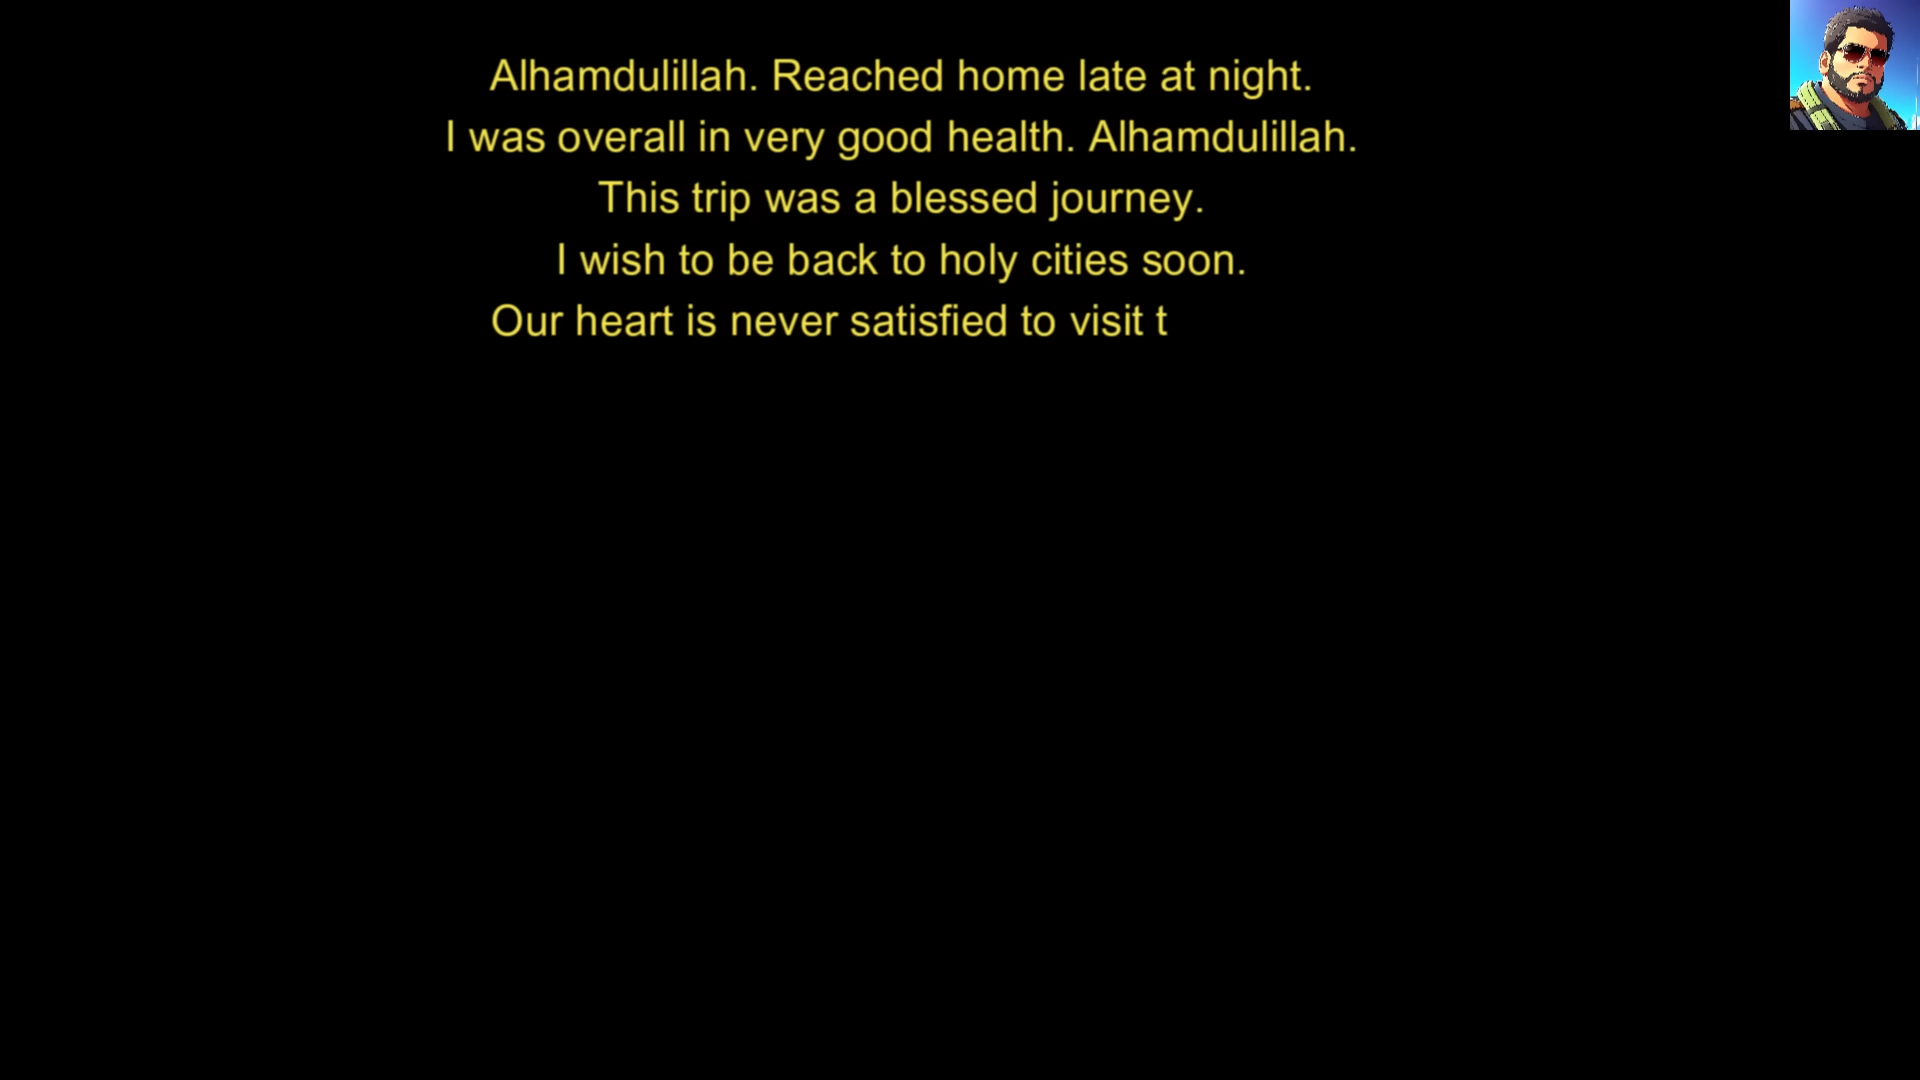 Alhamdulillah. Reached home late at night.
I was overall in very good health. Alhamdulillah.
This trip was a blessed journey.
I wish to be back to holy cities soon.
Our heart is never satisfied to visit t